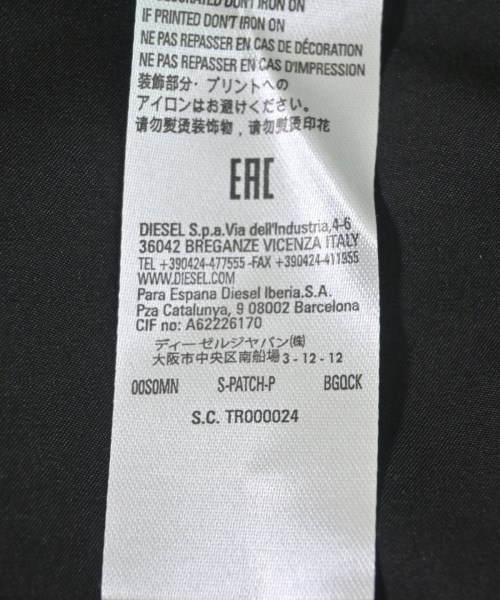 DON'T IRON ON
IF PRINTED DON'T IRON ON
NE PAS REPASSER EN CAS DE DÉCORATION
NE PAS REPASSER EN CAS D'IMPRESSION
装飾部分・プリントへの
アイロンはお避けください。
请勿熨烫装饰物，请勿熨烫印花
EAC
DIESEL S.p.a.Via dell'Industria,4-6
36042 BREGANZE VICENZA ITALY
TEL +390424-477555 -FAX +390424-411955
WWW.DIESEL.COM
Para Espana Diesel Iberia.S.A.
Pza Catalunya, 9 08002 Barcelona
CIF no: A62226170
ディーゼルジャパン(株)
大阪市中央区南船場3-12-12
00S0MN S-PATCH-P BGQCK
S.C. TR000024